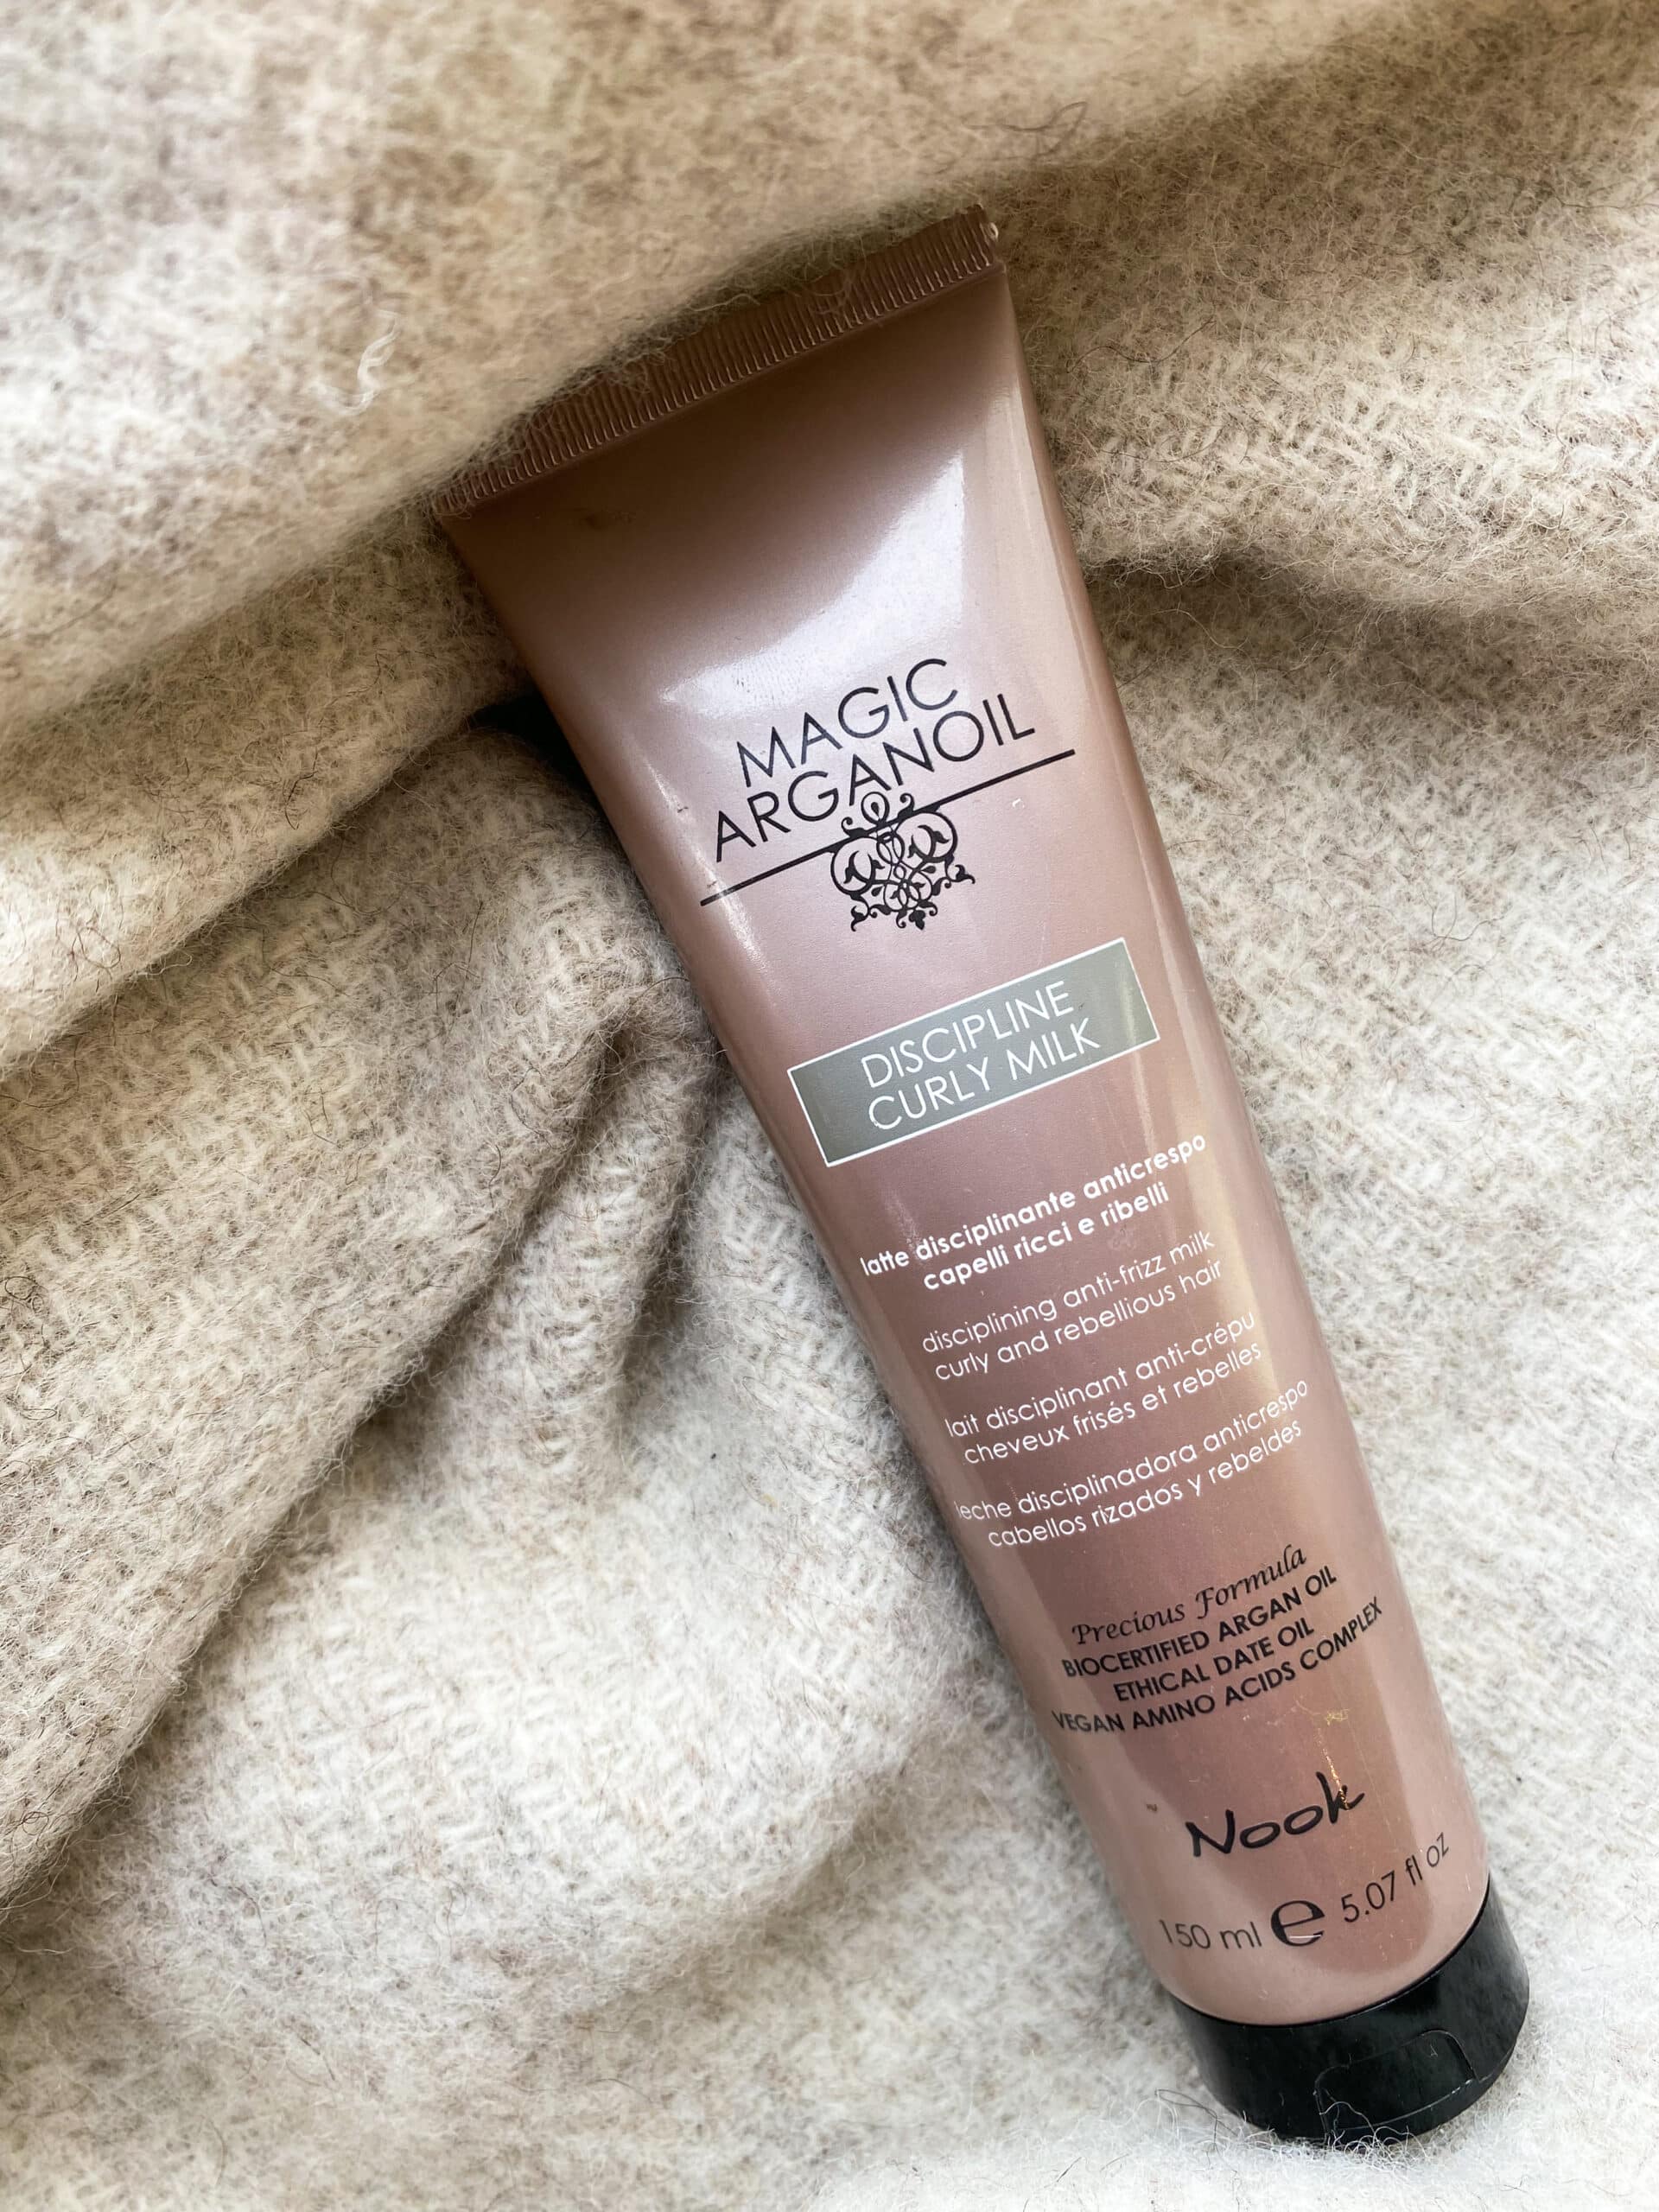 MAGIC
ARGANOIL
DISCIPLINE
CURLY MILK
latte disciplinante anticrespo
capelli ricci e ribelli
disciplining anti-frizz milk
curly and rebellious hair
lait disciplinant anti-crépu
cheveux frisés et rebelles
leche disciplinadora anticrespo
cabellos rizados y rebeldes
Precious Formula
BIOCERTIFIED ARGAN OIL
ETHICAL DATE OIL
VEGAN AMINO ACIDS COMPLEX
Nook
150 ml e 5.07 fl oz